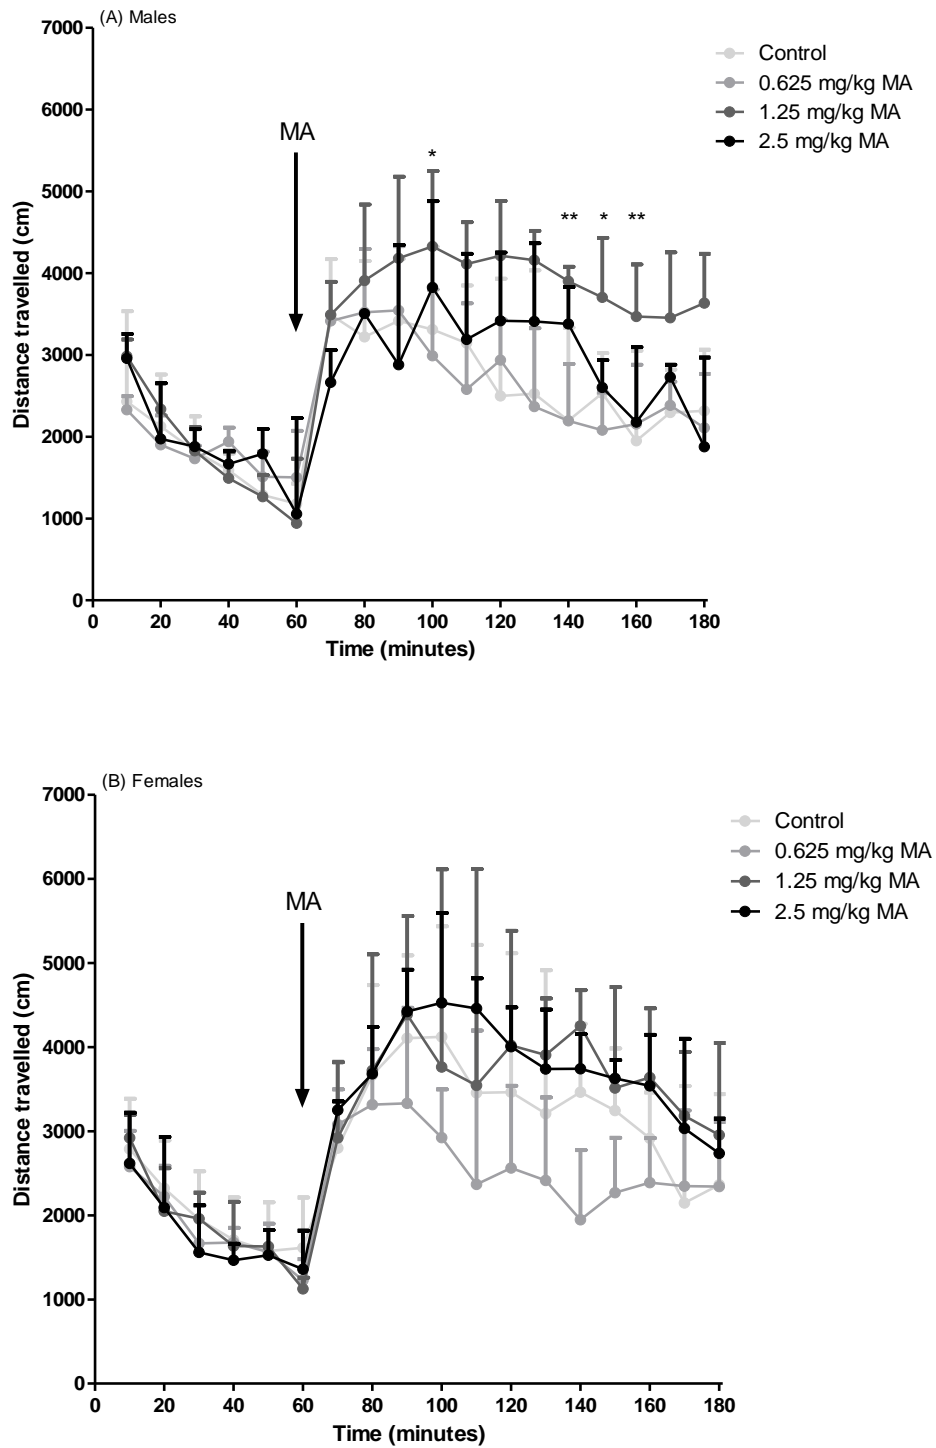 (A) Males
7000
6000
5000
4000
3000
2000
1000
0
Distance travelled (cm)
MA
*
**
*
**
Control
0.625 mg/kg MA
1.25 mg/kg MA
2.5 mg/kg MA
0 20 40 60 80 100 120 140 160 180
Time (minutes)
(B) Females
7000
6000
5000
4000
3000
2000
1000
0
Distance travelled (cm)
MA
Control
0.625 mg/kg MA
1.25 mg/kg MA
2.5 mg/kg MA
0 20 40 60 80 100 120 140 160 180
Time (minutes)